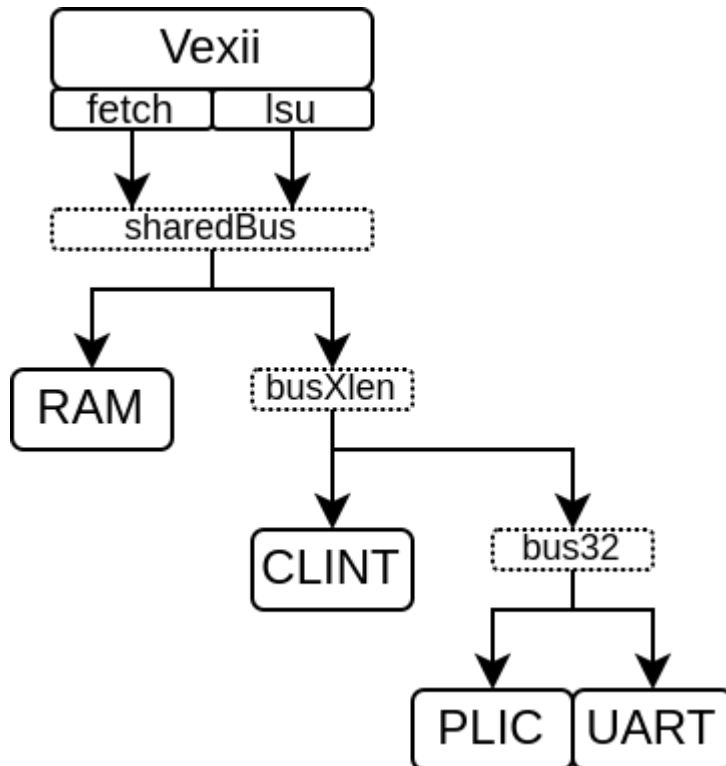 Vexii
fetch lsu
sharedBus
RAM
busXlen
CLINT
bus32
PLIC UART